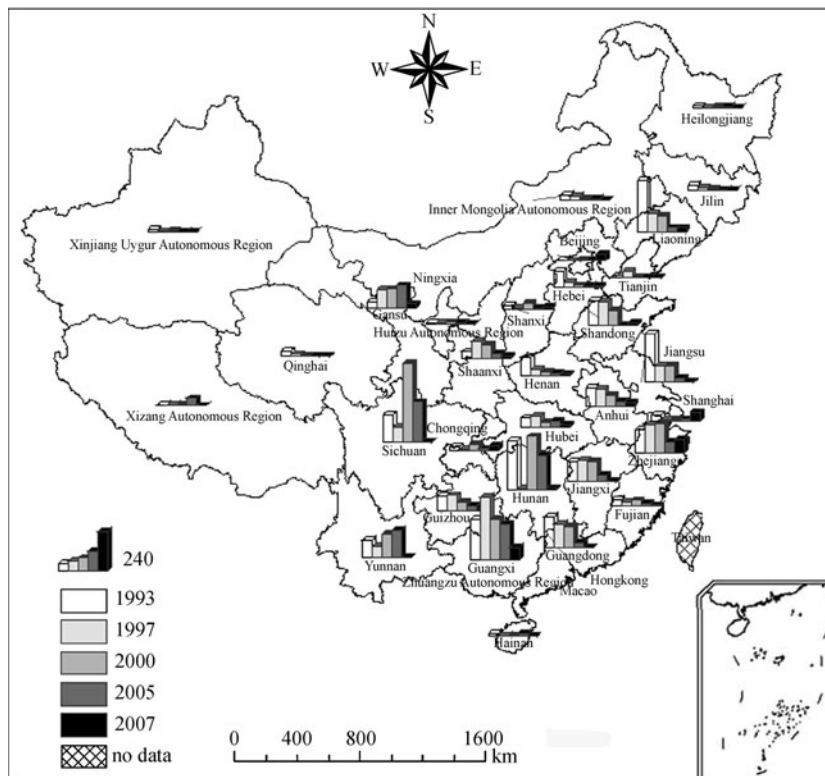 N
W E
S
Heilongjiang
Jilin
Inner Mongolia Autonomous Region
Liaoning
Beijing
Xinjiang Uygur Autonomous Region
Ningxia
Tianjin
Hebei
Gansu
Shanxi
Huizu Autonomous Region
Shandong
Jiangsu
Qinghai
Shaanxi
Henan
Anhui
Shanghai
Xizang Autonomous Region
Chongqing
Hubei
Sichuan
Zhejiang
Hunan
Jiangxi
Guizhou
Fujian
Taiwan
Guangdong
Yunnan
Guangxi
Hongkong
Zhuangzu Autonomous Region
Macao
Hainan
240
1993
1997
2000
2005
2007
no data
0 400 800 1600
km